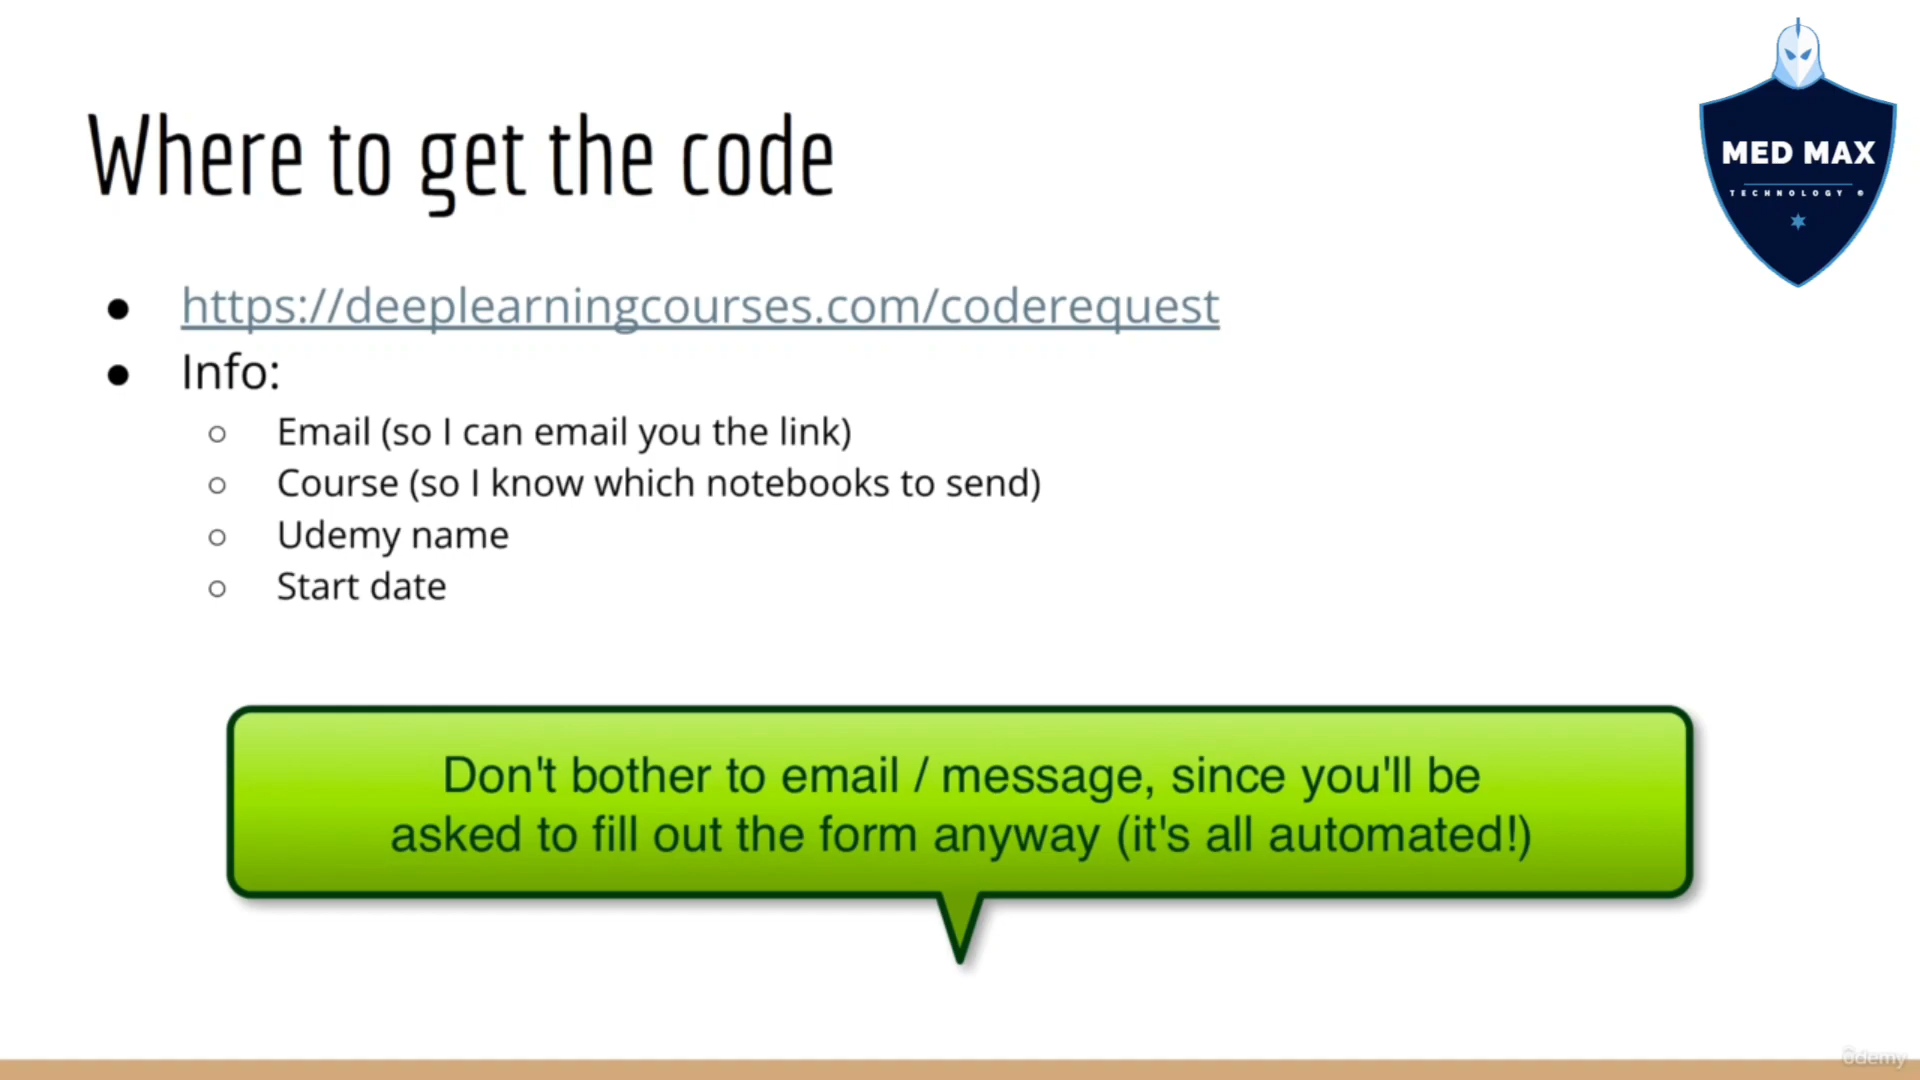 MED MAX
TECHNOLOGY
Where to get the code
https://deeplearningcourses.com/coderequest
Info:
Email (so I can email you the link)
Course (so I know which notebooks to send)
Udemy name
Start date
Don't bother to email / message, since you'll be
asked to fill out the form anyway (it's all automated!)
ûdemy